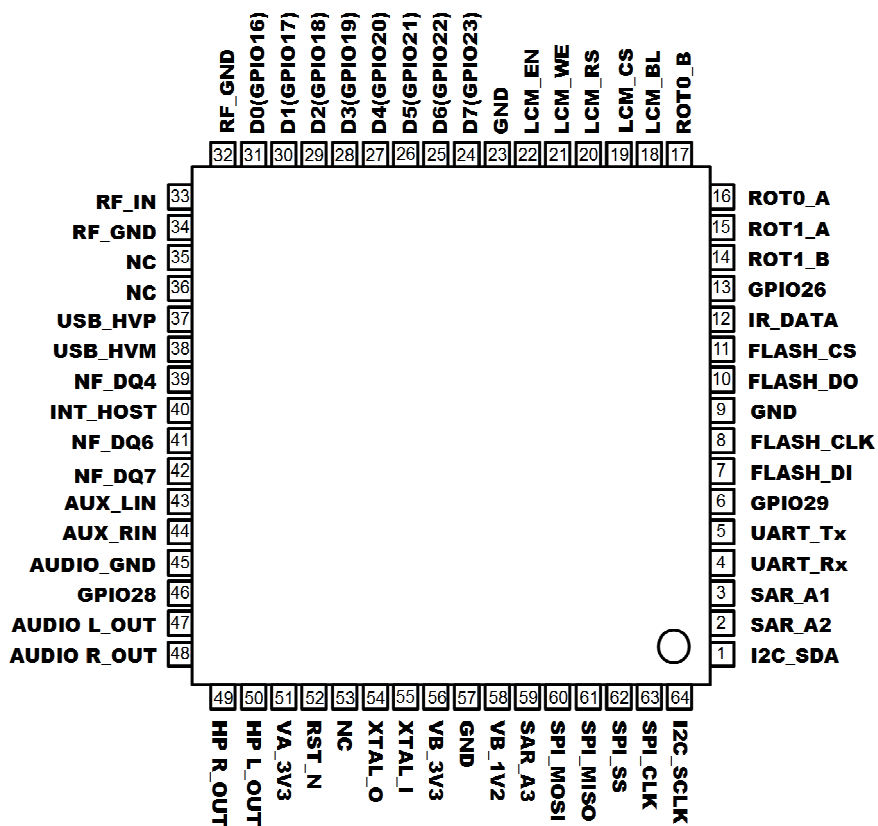 RF_GND
D0(GPIO16)
D1(GPIO17)
D2(GPIO18)
D3(GPIO19)
D4(GPIO20)
D5(GPIO21)
D6(GPIO22)
D7(GPIO23)
GND
LCM_EN
LCM_WE
LCM_RS
LCM_CS
LCM_BL
ROT0_B
32 31 30 29 28 27 26 25 24 23 22 21 20 19 18 17
RF_IN 33
RF_GND 34
NC 35
NC 36
USB_HVP 37
USB_HVM 38
NF_DQ4 39
INT_HOST 40
NF_DQ6 41
NF_DQ7 42
AUX_LIN 43
AUX_RIN 44
AUDIO_GND 45
GPIO28 46
AUDIO L_OUT 47
AUDIO R_OUT 48
16 ROT0_A
15 ROT1_A
14 ROT1_B
13 GPIO26
12 IR_DATA
11 FLASH_CS
10 FLASH_DO
9 GND
8 FLASH_CLK
7 FLASH_DI
6 GPIO29
5 UART_Tx
4 UART_Rx
3 SAR_A1
2 SAR_A2
1 I2C_SDA
49 50 51 52 53 54 55 56 57 58 59 60 61 62 63 64
HP R_OUT
HP L_OUT
VA_3V3
RST_N
NC
XTAL_O
XTAL_I
VB_3V3
GND
VB_1V2
SAR_A3
SPI_MOSI
SPI_MISO
SPI_SS
SPI_CLK
I2C_SCLK